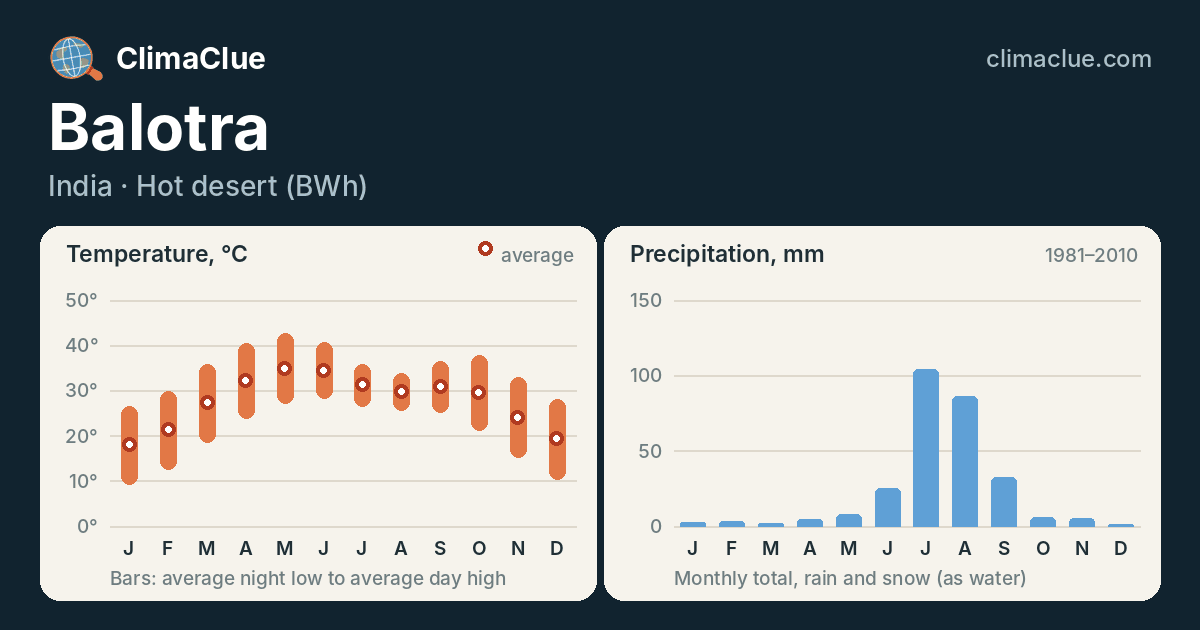 ClimaClue
climaclue.com
Balotra
India · Hot desert (BWh)
Temperature, °C
average
50°
40°
30°
20°
10°
0°
J F M A M J J A S O N D
Bars: average night low to average day high
Precipitation, mm
1981–2010
150
100
50
0
J F M A M J J A S O N D
Monthly total, rain and snow (as water)